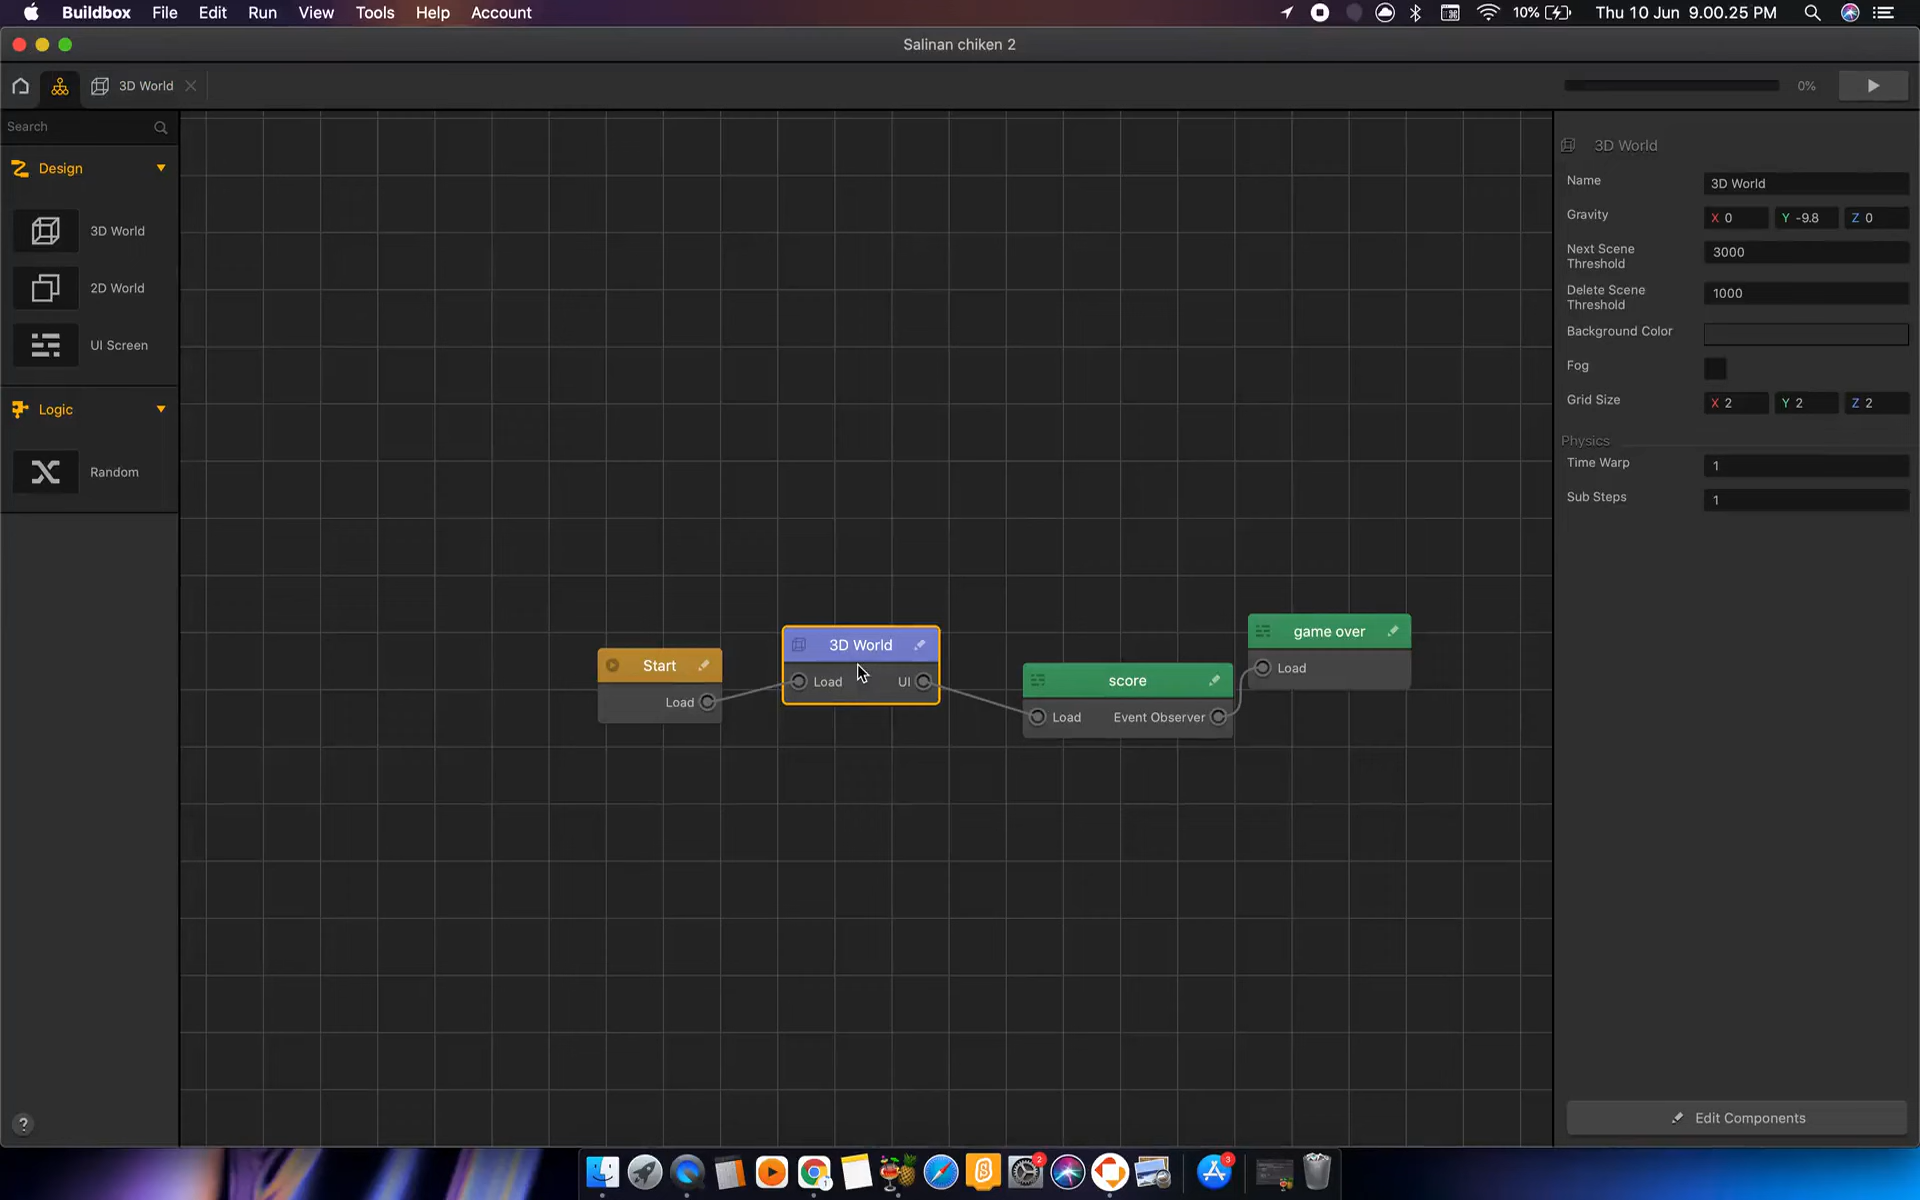 Buildbox File Edit Run View Tools Help Account 10% Thu 10 Jun 9.00.25 PM
Salinan chiken 2
3D World 0%
Search
Design
3D World
2D World
UI Screen
Logic
Random
Start
Load
3D World
Load UI
score
Load Event Observer
game over
Load
3D World
Name 3D World
Gravity X 0 Y -9.8 Z 0
Next Scene Threshold 3000
Delete Scene Threshold 1000
Background Color
Fog
Grid Size X 2 Y 2 Z 2
Physics
Time Warp 1
Sub Steps 1
Edit Components
?
1
2
3